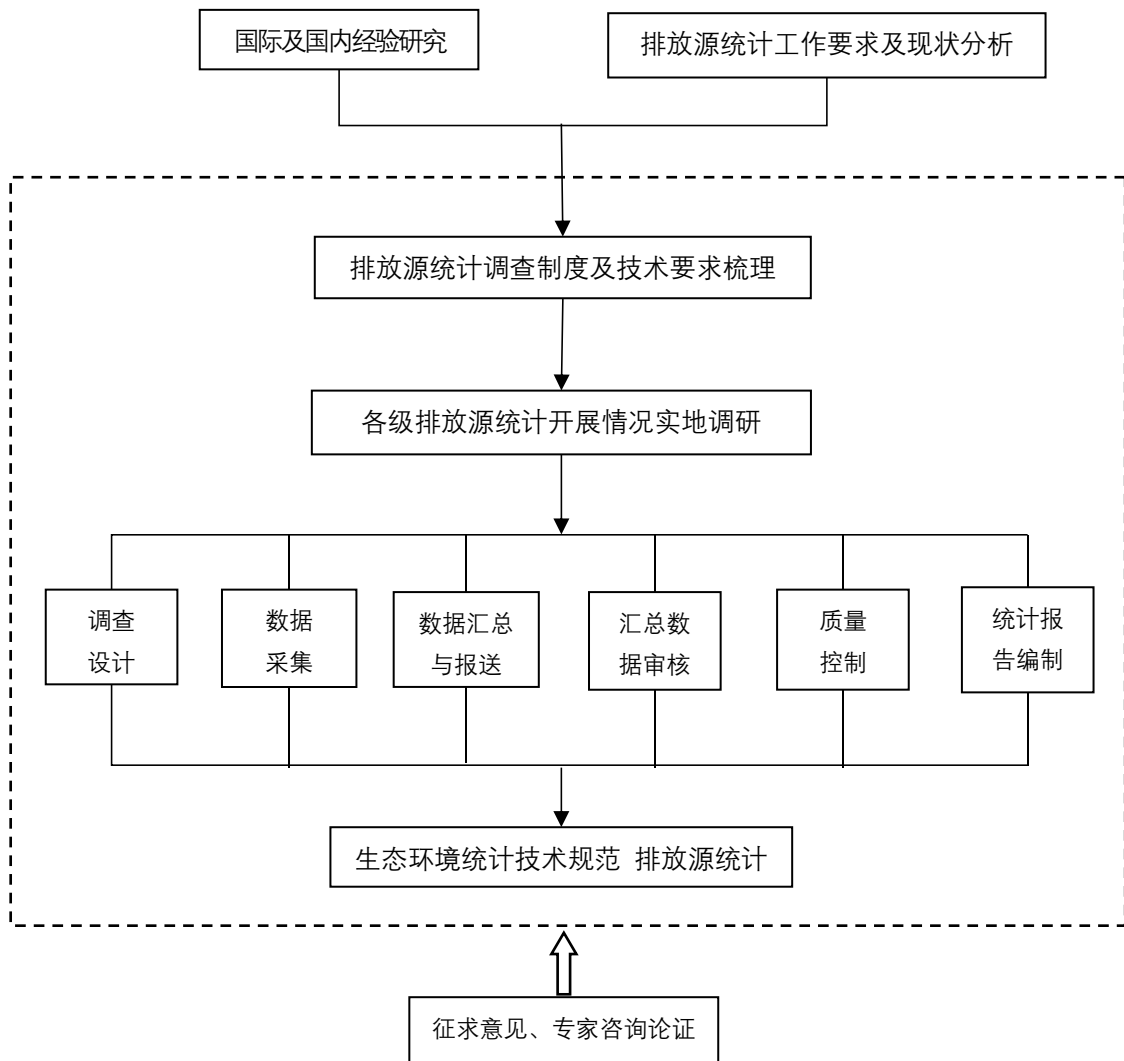 国际及国内经验研究
排放源统计工作要求及现状分析
排放源统计调查制度及技术要求梳理
各级排放源统计开展情况实地调研
调查
设计
数据
采集
数据汇总
与报送
汇总数
据审核
质量
控制
统计报
告编制
生态环境统计技术规范 排放源统计
征求意见、专家咨询论证